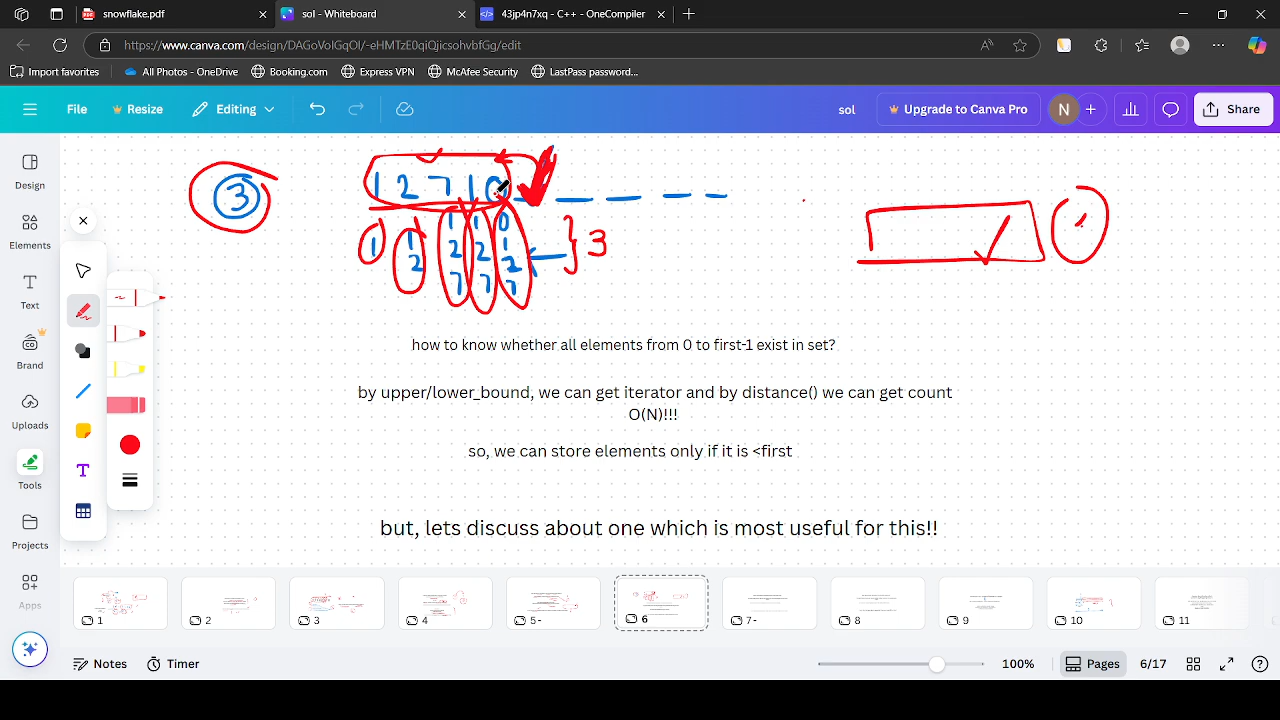 snowflake.pdf
sol - Whiteboard
43jp4n7xq - C++ - OneCompiler
https://www.canva.com/design/DAGoVoIGqOI/-eHMTzE0qiQjicsohvbfGg/edit
Import favorites
All Photos - OneDrive
Booking.com
Express VPN
McAfee Security
LastPass password...
File
Resize
Editing
sol
N
Upgrade to Canva Pro
Share
Design
Elements
Text
Brand
Uploads
Tools
Projects
Apps
T
3
1 2 7 1 0
1 1 1 1 0
2 2 2 1
7 7 2
7
3
1
how to know whether all elements from 0 to first-1 exist in set?
by upper/lower_bound, we can get iterator and by distance() we can get count
O(N)!!!
so, we can store elements only if it is <first
but, lets discuss about one which is most useful for this!!
1
2
3
4
5-
6
7-
8
9
10
11
Notes
Timer
100%
Pages
6/17